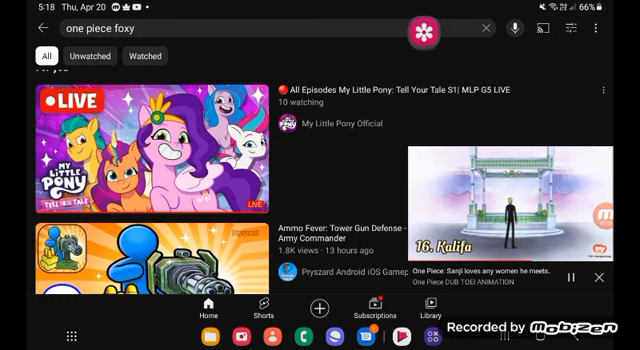 5:18 Thu, Apr 20 66%
one piece foxy
All Unwatched Watched
LIVE
MY LITTLE PONY
TELL YOUR TALE
LIVE
All Episodes My Little Pony: Tell Your Tale S1| MLP G5 LIVE
10 watching
My Little Pony Official
16. Kalifa
One Piece: Sanji loves any women he meets.
One Piece DUB TOEI ANIMATION
Pryszard
Ammo Fever: Tower Gun Defense -
Army Commander
1.8K views • 13 hours ago
Pryszard Android iOS Gamep
Home Shorts Subscriptions Library
Recorded by mobizen